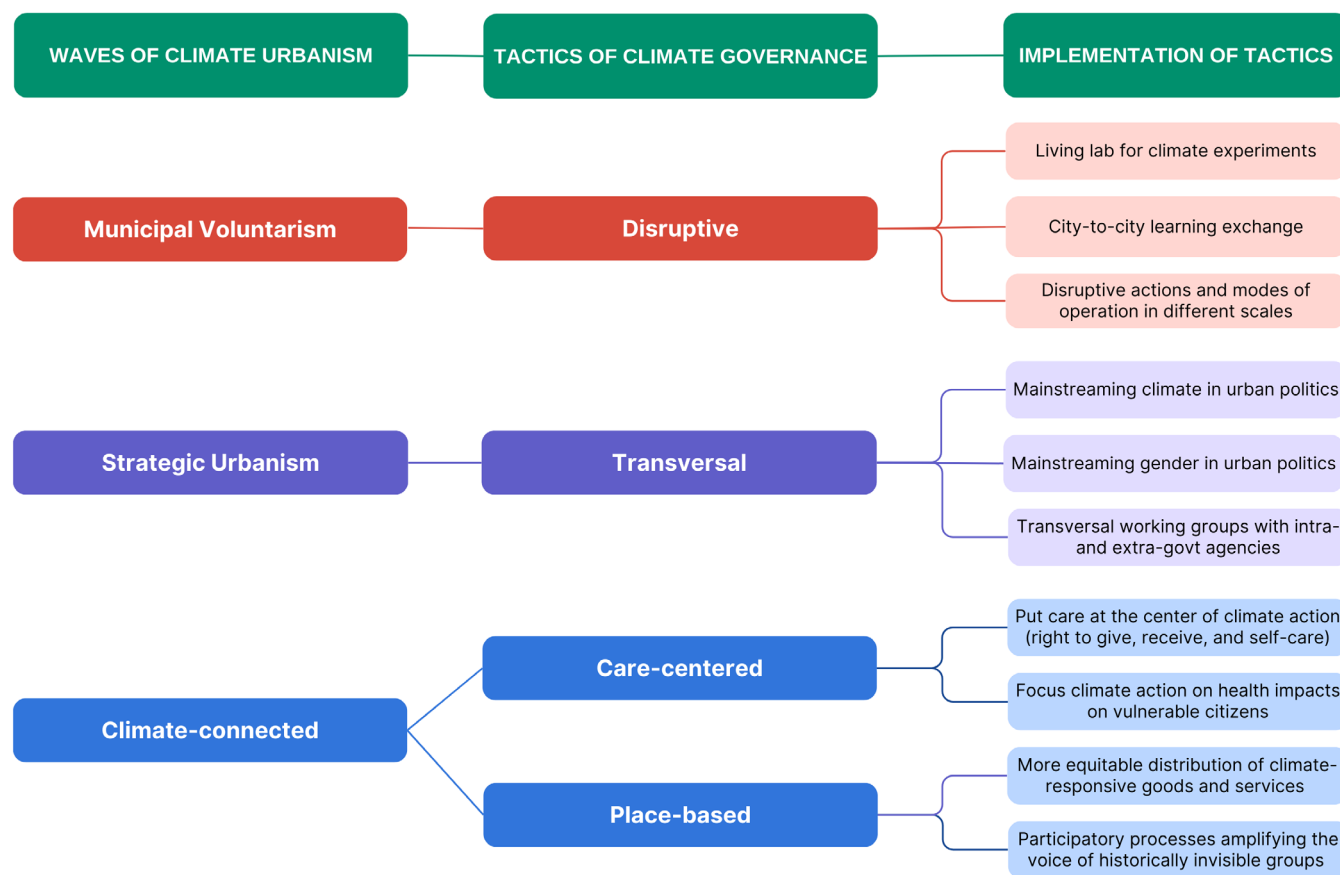 WAVES OF CLIMATE URBANISM
TACTICS OF CLIMATE GOVERNANCE
IMPLEMENTATION OF TACTICS
Municipal Voluntarism
Disruptive
Living lab for climate experiments
City-to-city learning exchange
Disruptive actions and modes of
operation in different scales
Strategic Urbanism
Transversal
Mainstreaming climate in urban politics
Mainstreaming gender in urban politics
Transversal working groups with intra-
and extra-govt agencies
Climate-connected
Care-centered
Put care at the center of climate action
(right to give, receive, and self-care)
Focus climate action on health impacts
on vulnerable citizens
Place-based
More equitable distribution of climate-
responsive goods and services
Participatory processes amplifying the
voice of historically invisible groups